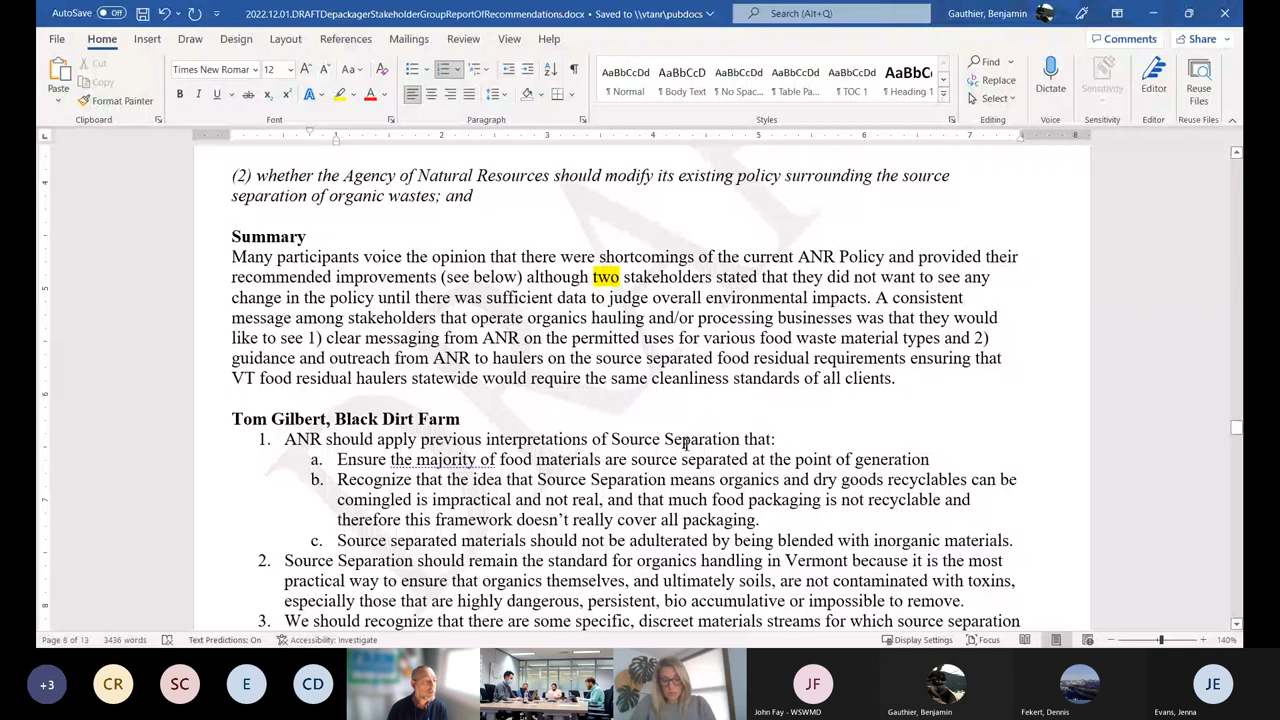 AutoSave Off 2022.12.01.DRAFTDepackagerStakeholderGroupReportOfRecommendations.docx • Saved to \\vtanr\pubdocs Search (Alt+Q) Gauthier, Benjamin
File Home Insert Draw Design Layout References Mailings Review View Help Comments Share
Paste Cut Copy Format Painter
Times New Roman 12
AaBbCcDd AaBbCcD AaBbCcDd AaBbCcDd AaBbCcDd AaBbC
¶ Normal ¶ Body Text ¶ No Spac... ¶ Table Pa... ¶ TOC 1 ¶ Heading 1
Find Replace Select
Dictate Sensitivity Editor Reuse Files
Clipboard Font Paragraph Styles Editing Voice Sensitivity Editor Reuse Files
1 2 3 4 5 6 7 8
DRAFT
(2) whether the Agency of Natural Resources should modify its existing policy surrounding the source
separation of organic wastes; and
Summary
Many participants voice the opinion that there were shortcomings of the current ANR Policy and provided their
recommended improvements (see below) although two stakeholders stated that they did not want to see any
change in the policy until there was sufficient data to judge overall environmental impacts. A consistent
message among stakeholders that operate organics hauling and/or processing businesses was that they would
like to see 1) clear messaging from ANR on the permitted uses for various food waste material types and 2)
guidance and outreach from ANR to haulers on the source separated food residual requirements ensuring that
VT food residual haulers statewide would require the same cleanliness standards of all clients.
Tom Gilbert, Black Dirt Farm
1. ANR should apply previous interpretations of Source Separation that:
a. Ensure the majority of food materials are source separated at the point of generation
b. Recognize that the idea that Source Separation means organics and dry goods recyclables can be
comingled is impractical and not real, and that much food packaging is not recyclable and
therefore this framework doesn't really cover all packaging.
c. Source separated materials should not be adulterated by being blended with inorganic materials.
2. Source Separation should remain the standard for organics handling in Vermont because it is the most
practical way to ensure that organics themselves, and ultimately soils, are not contaminated with toxins,
especially those that are highly dangerous, persistent, bio accumulative or impossible to remove.
3. We should recognize that there are some specific, discreet materials streams for which source separation
Page 8 of 13 3436 words Text Predictions: On Accessibility: Investigate Display Settings Focus 140%
+3 CR SC E CD JF JE
John Fay - WSWMD Gauthier, Benjamin Fekert, Dennis Evans, Jenna